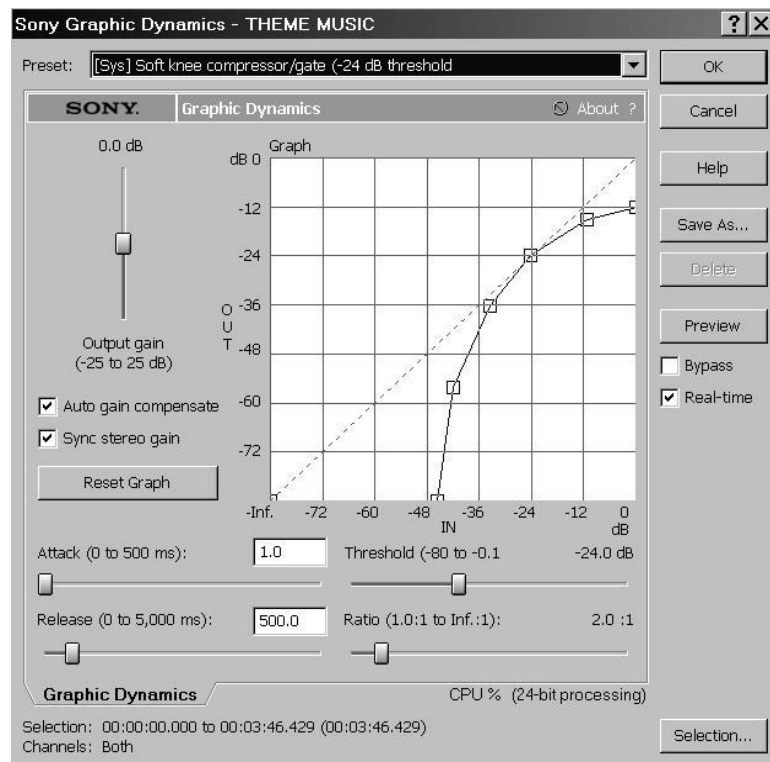 Sony Graphic Dynamics - THEME MUSIC
? X
Preset: [Sys] Soft knee compressor/gate (-24 dB threshold
OK
SONY. Graphic Dynamics About ?
Cancel
Help
Save As...
Delete
Preview
Bypass
Real-time
0.0 dB
Output gain
(-25 to 25 dB)
Auto gain compensate
Sync stereo gain
Reset Graph
Graph
dB 0
-12
-24
-36
-48
-60
-72
OUT
-Inf. -72 -60 -48 -36 -24 -12 0
IN
dB
Attack (0 to 500 ms): 1.0
Threshold (-80 to -0.1 -24.0 dB
Release (0 to 5,000 ms): 500.0
Ratio (1.0:1 to Inf.:1): 2.0 :1
Graphic Dynamics
CPU % (24-bit processing)
Selection: 00:00:00.000 to 00:03:46.429 (00:03:46.429)
Channels: Both
Selection...